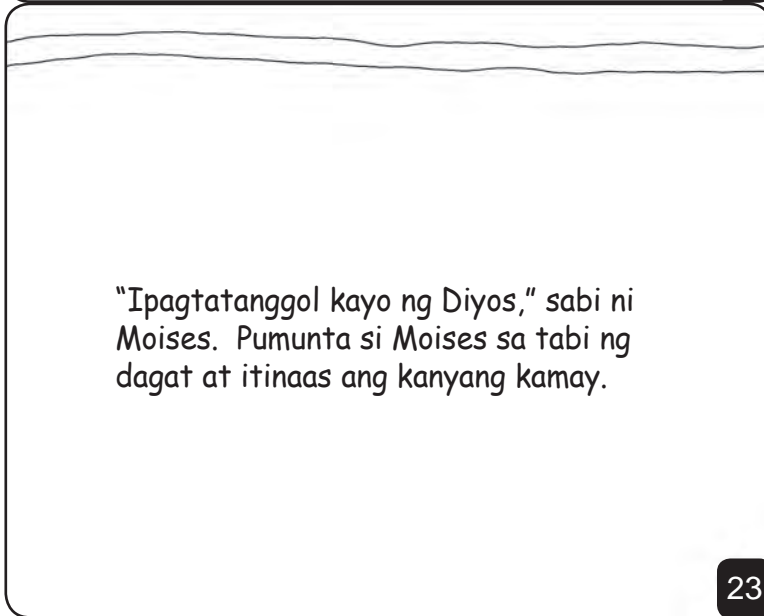 “Ipagtatanggol kayo ng Diyos,” sabi ni
Moises.  Pumunta si Moises sa tabi ng
dagat at itinaas ang kanyang kamay.
23